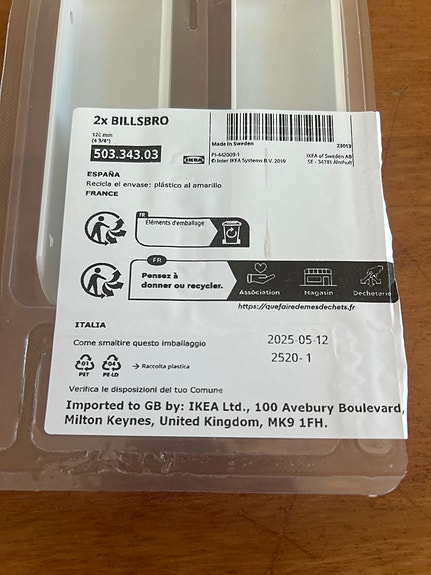 2x BILLSBRO
120 mm
(4 3/4")
503.343.03
IKEA
Made in Sweden
23013
PI-442009-1
© Inter IKEA Systems B.V. 2019
IKEA of Sweden AB
SE - 34381 Älmhult
ESPAÑA
Recicla el envase: plástico al amarillo
FRANCE
FR
Éléments d'emballage
FR
Pensez à
donner ou recycler.
Association
Magasin
Déchèterie
https://quefairedemesdechets.fr
ITALIA
Come smaltire questo imballaggio
2025-05-12
2520-1
01
PET
04
PE-LD
→ Raccolta plastica
Verifica le disposizioni del tuo Comune
Imported to GB by: IKEA Ltd., 100 Avebury Boulevard,
Milton Keynes, United Kingdom, MK9 1FH.